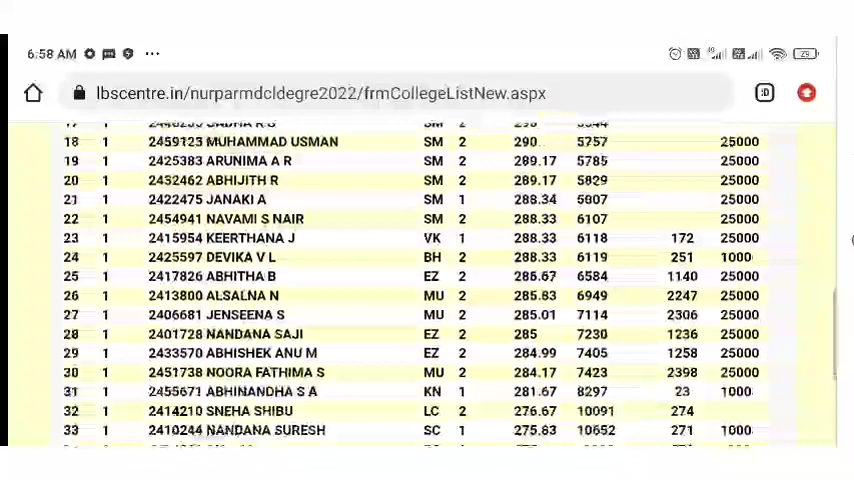 6:58 AM
lbscentre.in/nurparmdcldegre2022/frmCollegeListNew.aspx
18 1 2459123 MUHAMMAD USMAN SM 2 290 5757 25000
19 1 2425383 ARUNIMA A R SM 2 289.17 5785 25000
20 1 2432462 ABHIJITH R SM 2 289.17 5829 25000
21 1 2422475 JANAKI A SM 1 288.34 5807 25000
22 1 2454941 NAVAMI S NAIR SM 2 288.33 6107 25000
23 1 2415954 KEERTHANA J VK 1 288.33 6118 172 25000
24 1 2425597 DEVIKA V L BH 2 288.33 6119 251 1000
25 1 2417826 ABHITHA B EZ 2 285.67 6584 1140 25000
26 1 2413800 ALSALNA N MU 2 285.83 6949 2247 25000
27 1 2406681 JENSEENA S MU 2 285.01 7114 2306 25000
28 1 2401728 NANDANA SAJI EZ 2 285 7230 1236 25000
29 1 2433570 ABHISHEK ANU M EZ 2 284.99 7405 1258 25000
30 1 2451738 NOORA FATHIMA S MU 2 284.17 7423 2398 25000
31 1 2455671 ABHINANDHA S A KN 1 281.67 8297 23 1000
32 1 2414210 SNEHA SHIBU LC 2 276.67 10091 274
33 1 2410244 NANDANA SURESH SC 1 275.83 10652 271 1000